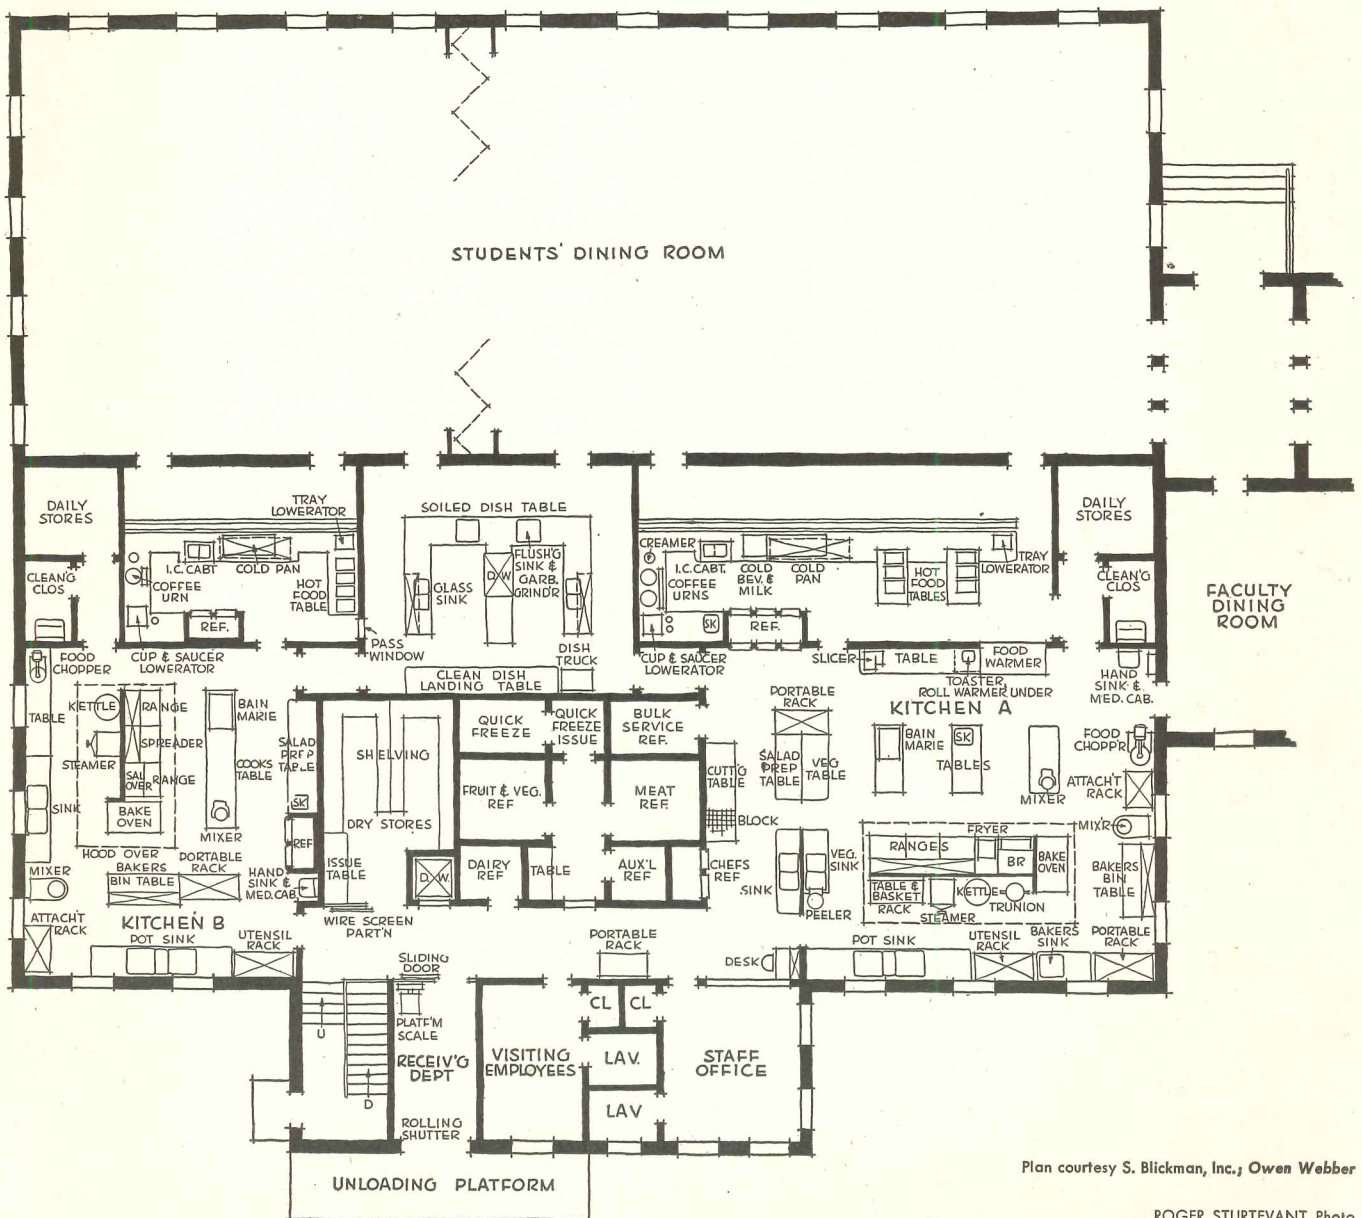 STUDENTS' DINING ROOM
DAILY
STORES
TRAY
LOWERATOR
SOILED DISH TABLE
DAILY
STORES
CLEAN'G
CLOS
COFFEE
URN
I.C. CABT
COLD PAN
HOT
FOOD
TABLE
REF.
CUP & SAUCER
LOWERATOR
PASS
WINDOW
GLASS
SINK
D W
FLUSH'G
SINK &
GARB.
GRIND'R
DISH
TRUCK
CLEAN DISH
LANDING TABLE
CREAMER
I.C. CABT.
COFFEE
URNS
COLD
BEV. &
MILK
COLD
PAN
HOT
FOOD
TABLES
TRAY
LOWERATOR
SK
REF.
CUP & SAUCER
LOWERATOR
CLEAN'G
CLOS
FACULTY
DINING
ROOM
SLICER
TABLE
FOOD
WARMER
TOASTER,
ROLL WARMER UNDER
HAND
SINK &
MED. CAB.
FOOD
CHOPPER
TABLE
KETTLE
RANGE
SPREADER
STEAMER
SAL
OVER
RANGE
BAKE
OVEN
BAIN
MARIE
COOKS
TABLE
MIXER
SALAD
PREP
TABLE
SK
REF
SINK
HOOD OVER
MIXER
BAKERS
BIN TABLE
PORTABLE
RACK
HAND
SINK &
MED. CAB.
KITCHEN B
ATTACH'T
RACK
POT SINK
UTENSIL
RACK
SHELVING
DRY STORES
ISSUE
TABLE
D W
WIRE SCREEN
PART'N
QUICK
FREEZE
QUICK
FREEZE
ISSUE
BULK
SERVICE
REF.
FRUIT & VEG.
REF
MEAT
REF.
DAIRY
REF
TABLE
AUX'L
REF
CHEFS
REF
PORTABLE
RACK
KITCHEN A
CUTT'G
TABLE
BLOCK
SALAD
PREP
TABLE
VEG
TABLE
BAIN
MARIE
SK
TABLES
MIXER
FOOD
CHOPP'R
ATTACH'T
RACK
MIX'R
BAKERS
BIN
TABLE
SINK
VEG.
SINK
PEELER
FRYER
RANGES
BR
BAKE
OVEN
TABLE &
BASKET
RACK
STEAMER
KETTLE
TRUNION
POT SINK
UTENSIL
RACK
BAKERS
SINK
PORTABLE
RACK
PORTABLE
RACK
DESK
SLIDING
DOOR
PLATF'M
SCALE
U
D
RECEIV'G
DEPT
ROLLING
SHUTTER
VISITING
EMPLOYEES
CL
CL
LAV.
LAV
STAFF
OFFICE
UNLOADING PLATFORM
Plan courtesy S. Blickman, Inc.; Owen Webber
ROGER STURTEVANT Photo